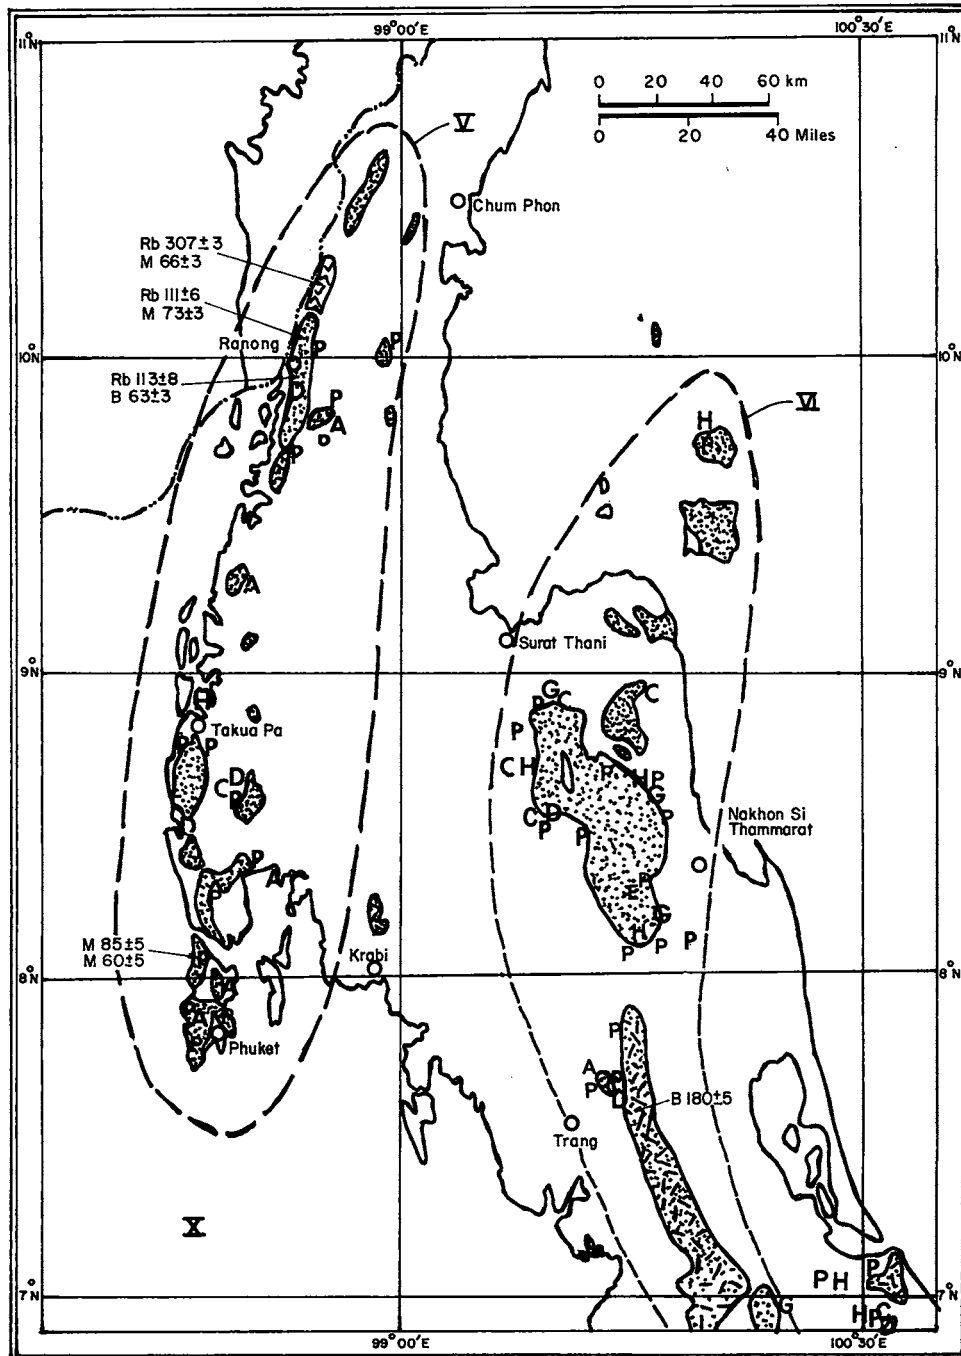 99°00′E
100°30′E
11°N
11°N
0 20 40 60 km
0 20 40 Miles
V
Chum Phon
Rb 307±3
M 66±3
Rb 111±6
M 73±3
Ranong
P
P
10°N
10°N
Rb 113±8
B 63±3
P
A
P
VI
H
P
A
Surat Thani
9°N
9°N
P
Takua Pa
P P
G
P C
C
P
C H
P
H P
G
P
D
C
P
C D
P
P
Nakhon Si
Thammarat
P
A
P
P
E
G
H
P P P
M 85±5
M 60±5
P
Krabi
8°N
8°N
A
A
Phuket
P
A
P
P
D
B 180±5
Trang
X
P H
P
7°N
7°N
G
H P C
99°00′E
100°30′E